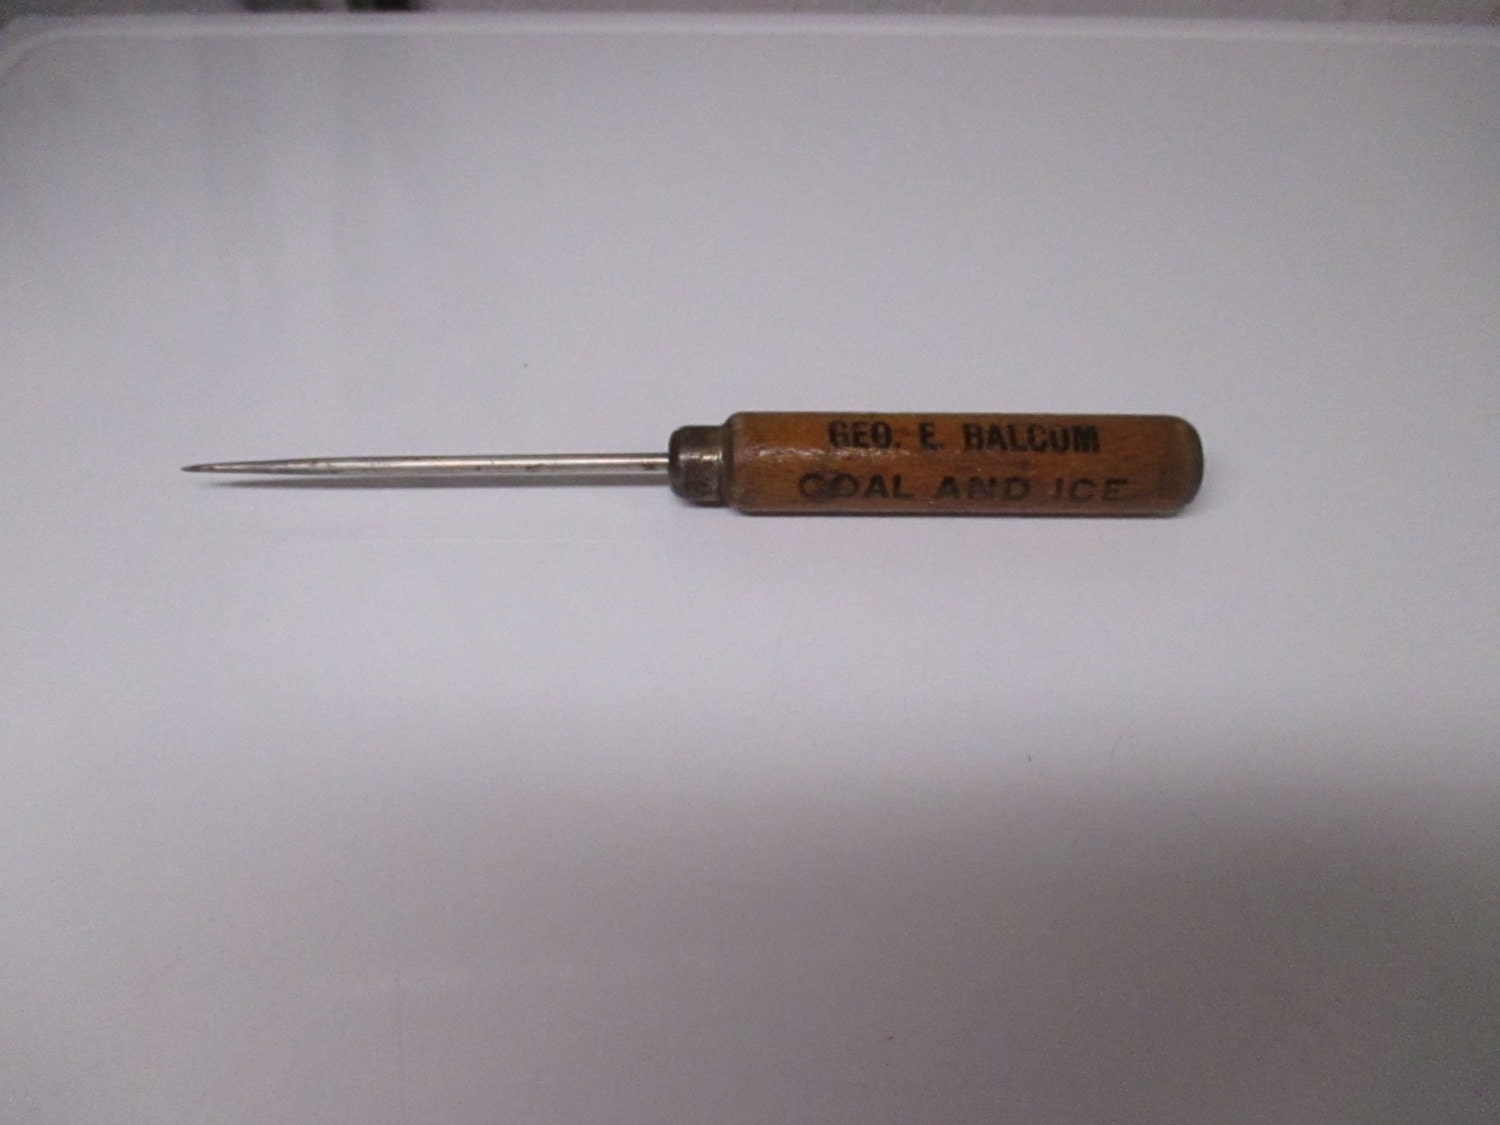 GEO. E. BALCOM
COAL AND ICE